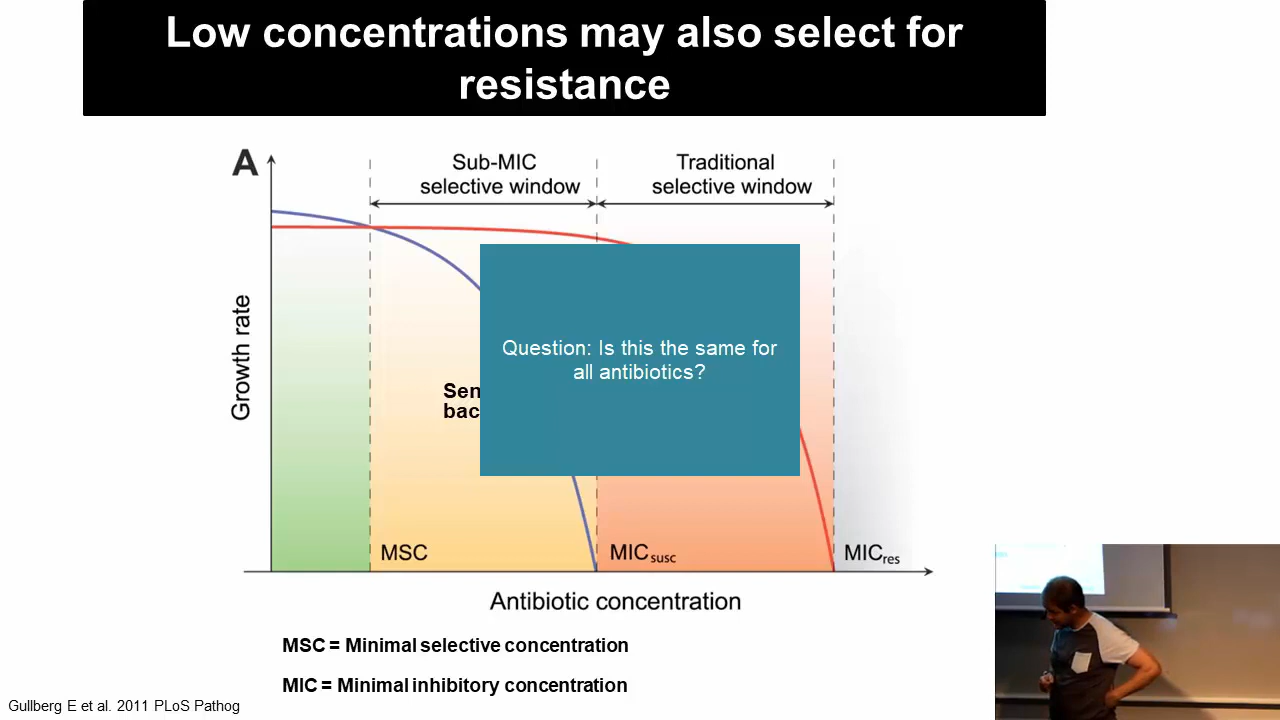 Low concentrations may also select for
resistance
A
Sub-MIC
selective window
Traditional
selective window
Growth rate
Question: Is this the same for
all antibiotics?
Sen
bac
MSC
MICsusc
MICres
Antibiotic concentration
MSC = Minimal selective concentration
MIC = Minimal inhibitory concentration
Gullberg E et al. 2011 PLoS Pathog